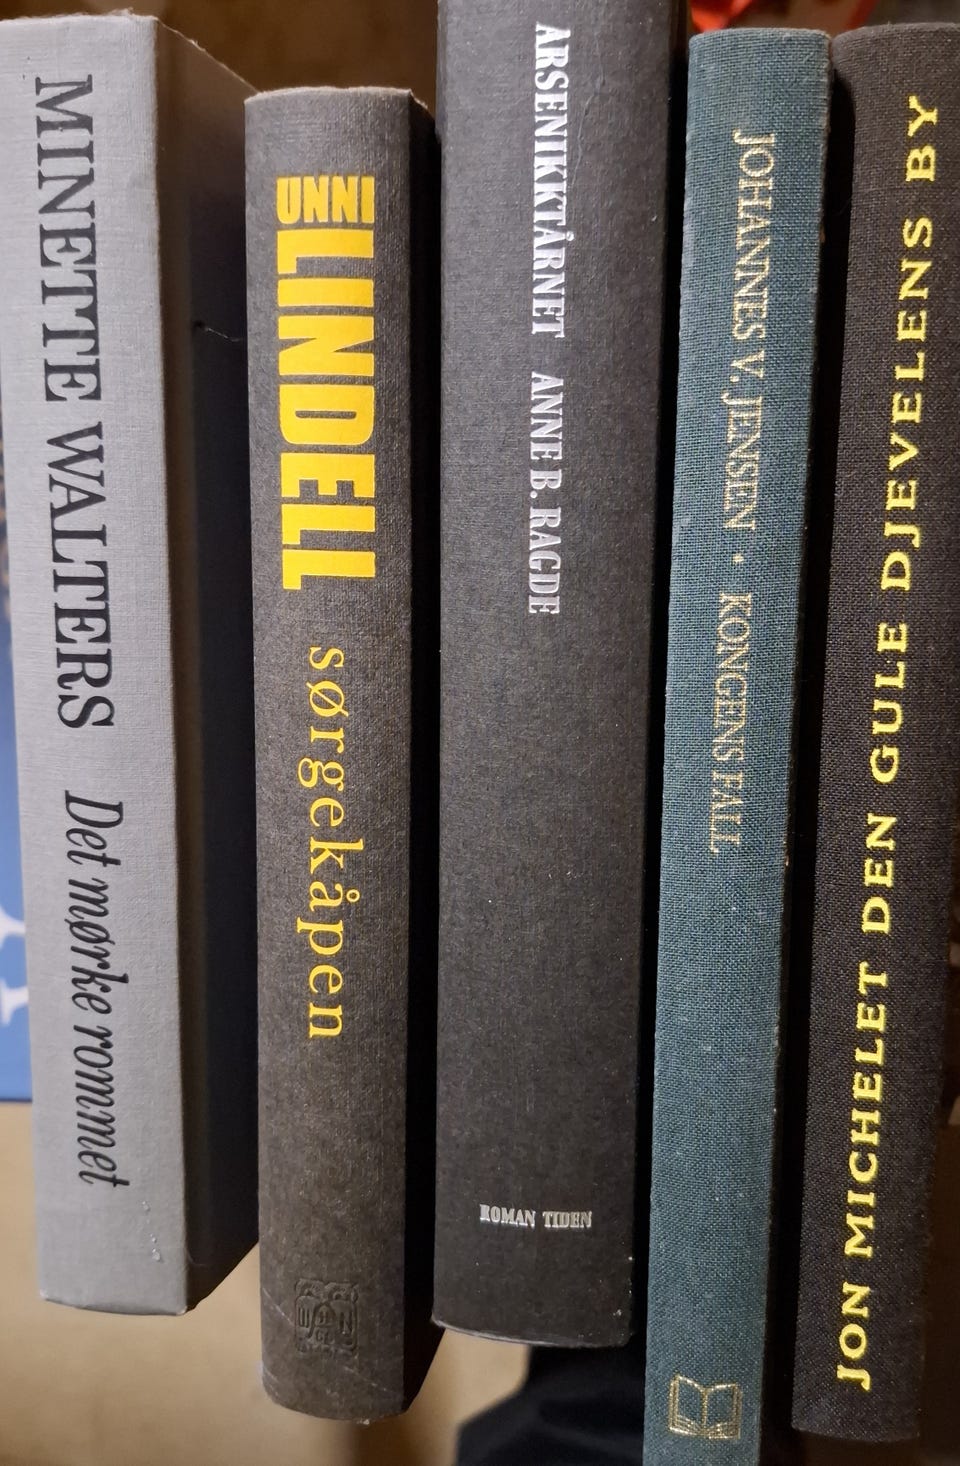 MINETTE WALTERS Det mørke rommet
UNNI
LINDELL sørgekåpen
ARSENIKKTÅRNET ANNE B. RAGDE
ROMAN TIDEN
JOHANNES V. JENSEN • KONGENS FALL
JON MICHELET DEN GULE DJEVELENS BY